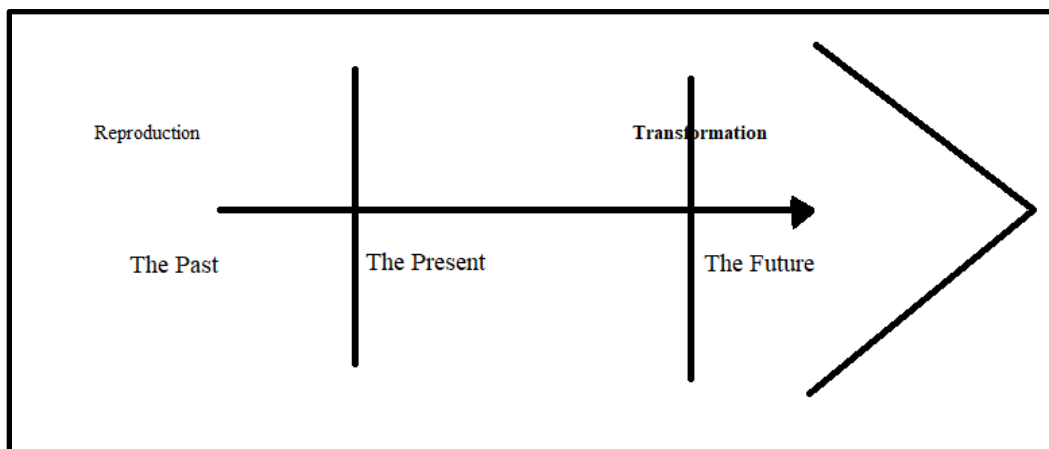 Reproduction
Transformation
The Past
The Present
The Future